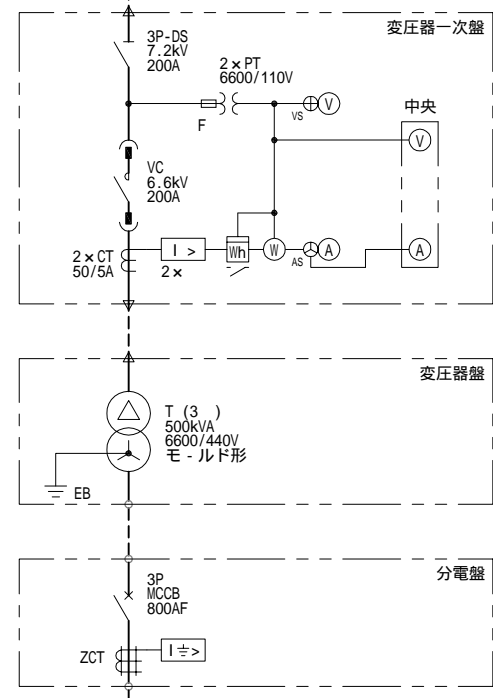 変圧器一次盤
3P-DS
7.2kV
200A
2×PT
6600/110V
F
VS
V
中央
V
VC
6.6kV
200A
2×CT
50/5A
I >
2×
Wh
W
AS
A
A
変圧器盤
T (3 )
500kVA
6600/440V
モ-ルド形
EB
分電盤
3P
MCCB
800AF
ZCT
I⏚>